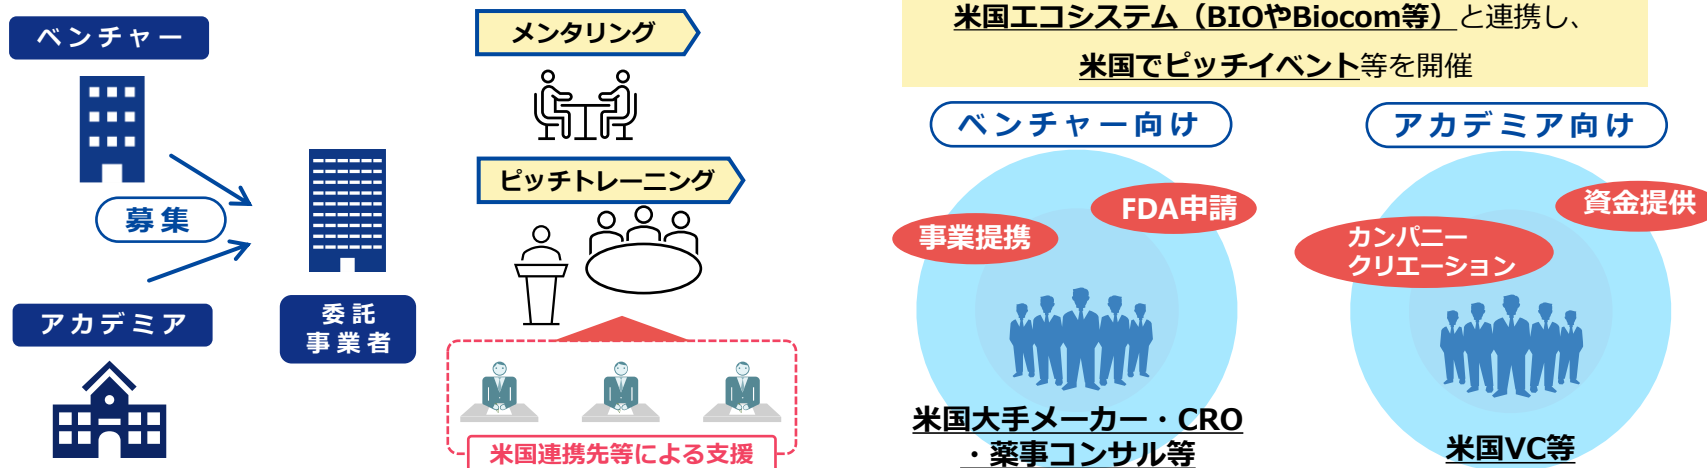 ベンチャー
募集
アカデミア
委託
事業者
メンタリング
ピッチトレーニング
米国連携先等による支援
米国エコシステム（BIOやBiocom等）と連携し、
米国でピッチイベント等を開催
ベンチャー向け
FDA申請
事業提携
米国大手メーカー・CRO
・薬事コンサル等
アカデミア向け
資金提供
カンパニー
クリエーション
米国VC等